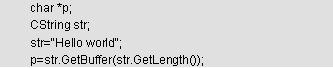 char *p;
CString str;
str="Hello world";
p=str.GetBuffer(str.GetLength());